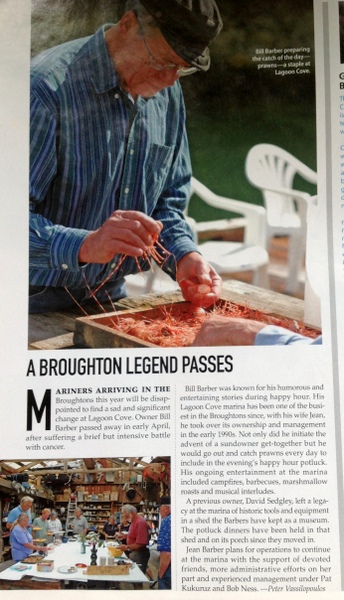 Bill Barber preparing
the catch of the day—
prawns—a staple at
Lagoon Cove.
A BROUGHTON LEGEND PASSES
MARINERS ARRIVING IN THE
Broughtons this year will be disap-
pointed to find a sad and significant
change at Lagoon Cove. Owner Bill
Barber passed away in early April,
after suffering a brief but intensive battle
with cancer.
Bill Barber was known for his humorous and
entertaining stories during happy hour. His
Lagoon Cove marina has been one of the busi-
est in the Broughtons since, with his wife Jean,
he took over its ownership and management
in the early 1990s. Not only did he initiate the
advent of a sundowner get-together but he
would go out and catch prawns every day to
include in the evening's happy hour potluck.
His ongoing entertainment at the marina
included campfires, barbecues, marshmallow
roasts and musical interludes.
A previous owner, David Sedgley, left a lega-
cy at the marina of historic tools and equipment
in a shed the Barbers have kept as a museum.
The potluck dinners have been held in that
shed and on its porch since they moved in.
Jean Barber plans for operations to continue
at the marina with the support of devoted
friends, more administrative efforts on her
part and experienced management under Pat
Kukuruz and Bob Ness. —Peter Vassilopoulos